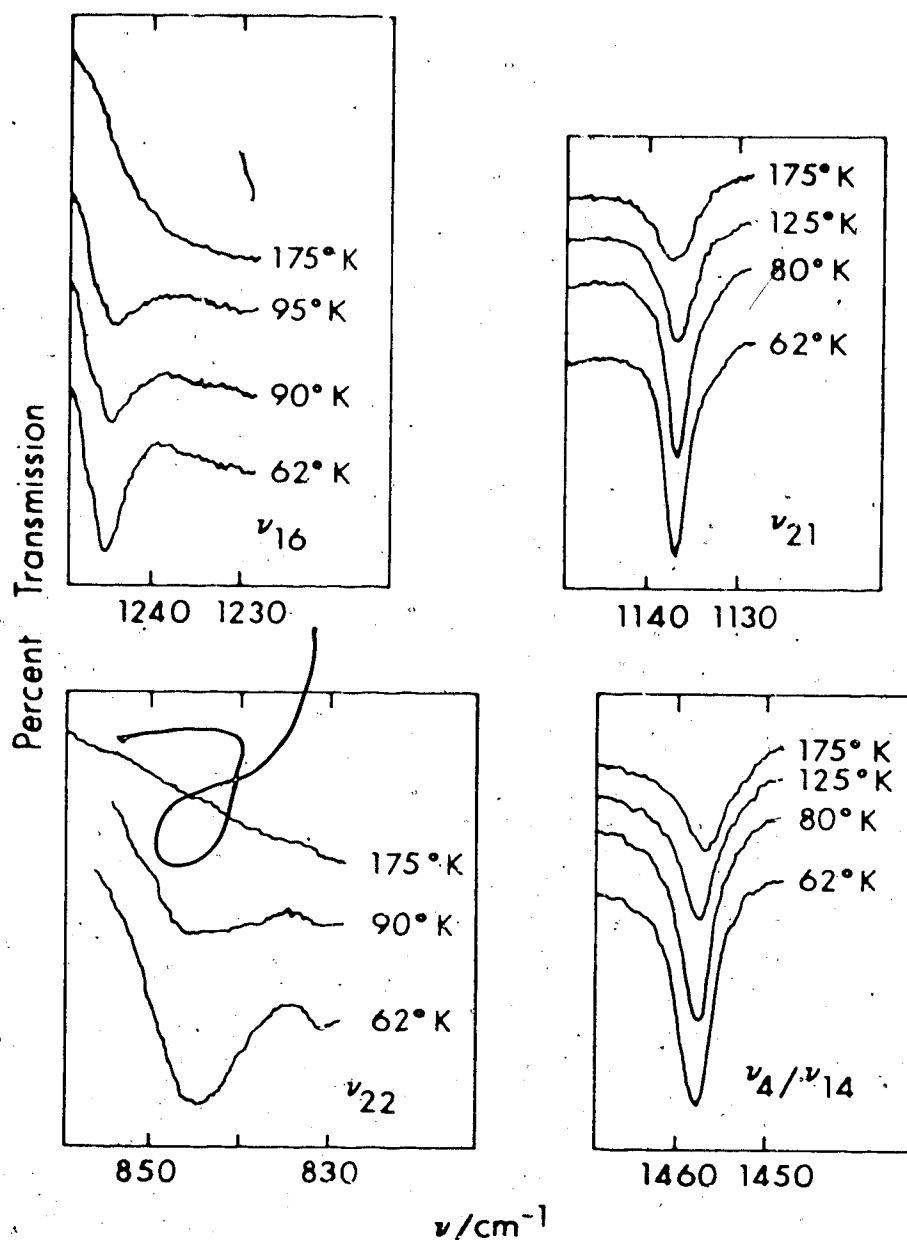 Percent Transmission
175° K
95° K
90° K
62° K
ν16
1240 1230
175° K
125° K
80° K
62° K
ν21
1140 1130
175° K
90° K
62° K
ν22
850 830
175° K
125° K
80° K
62° K
ν4/ν14
1460 1450
ν/cm-1